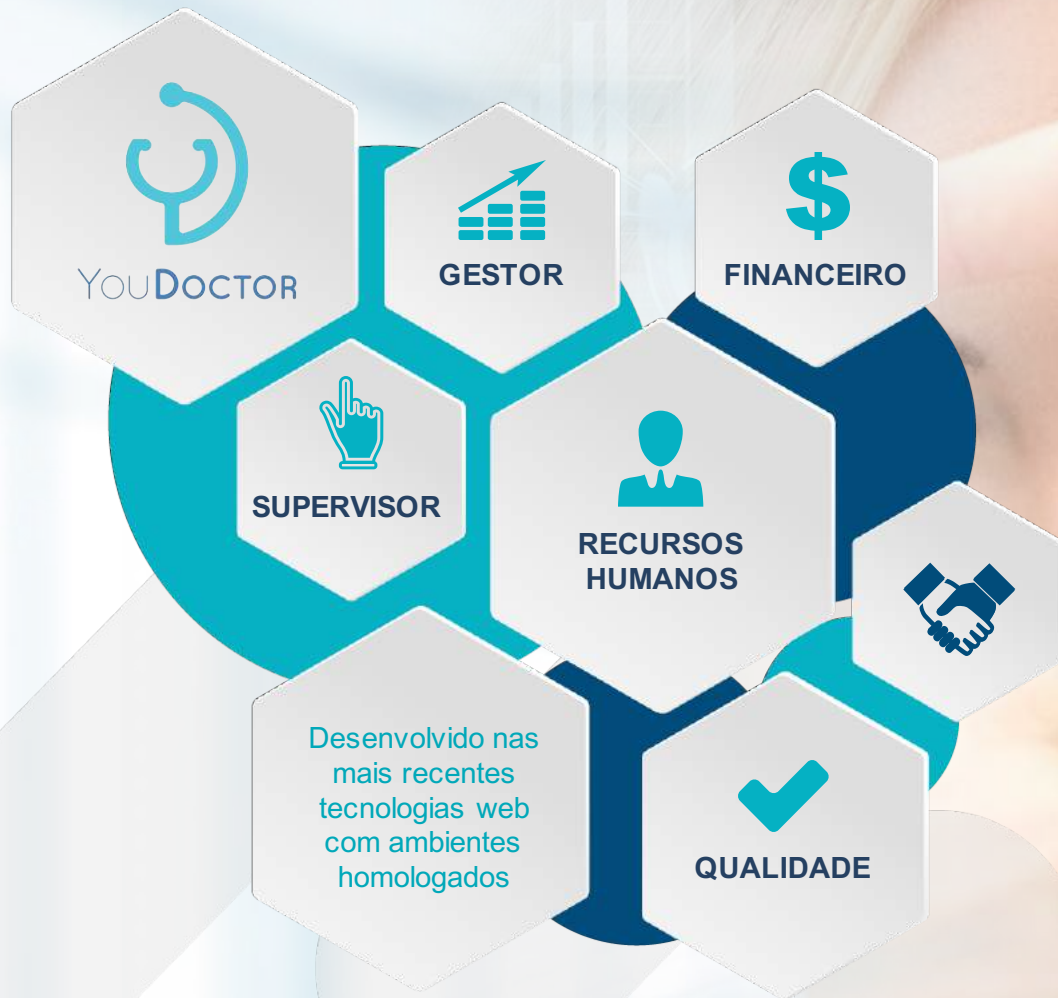 YOUDOCTOR
GESTOR
FINANCEIRO
SUPERVISOR
RECURSOS
HUMANOS
Desenvolvido nas
mais recentes
tecnologias web
com ambientes
homologados
QUALIDADE